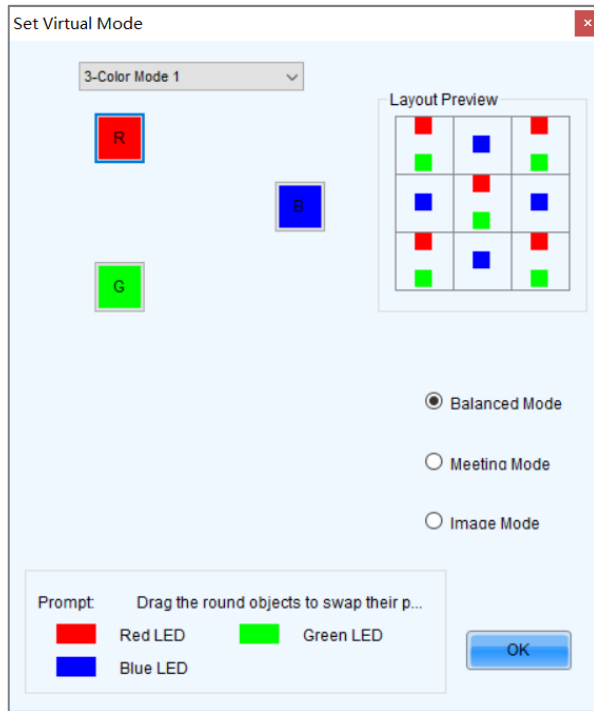 Set Virtual Mode
3-Color Mode 1
Layout Preview
R
B
G
Balanced Mode
Meeting Mode
Image Mode
Prompt: Drag the round objects to swap their p...
Red LED Green LED
Blue LED
OK